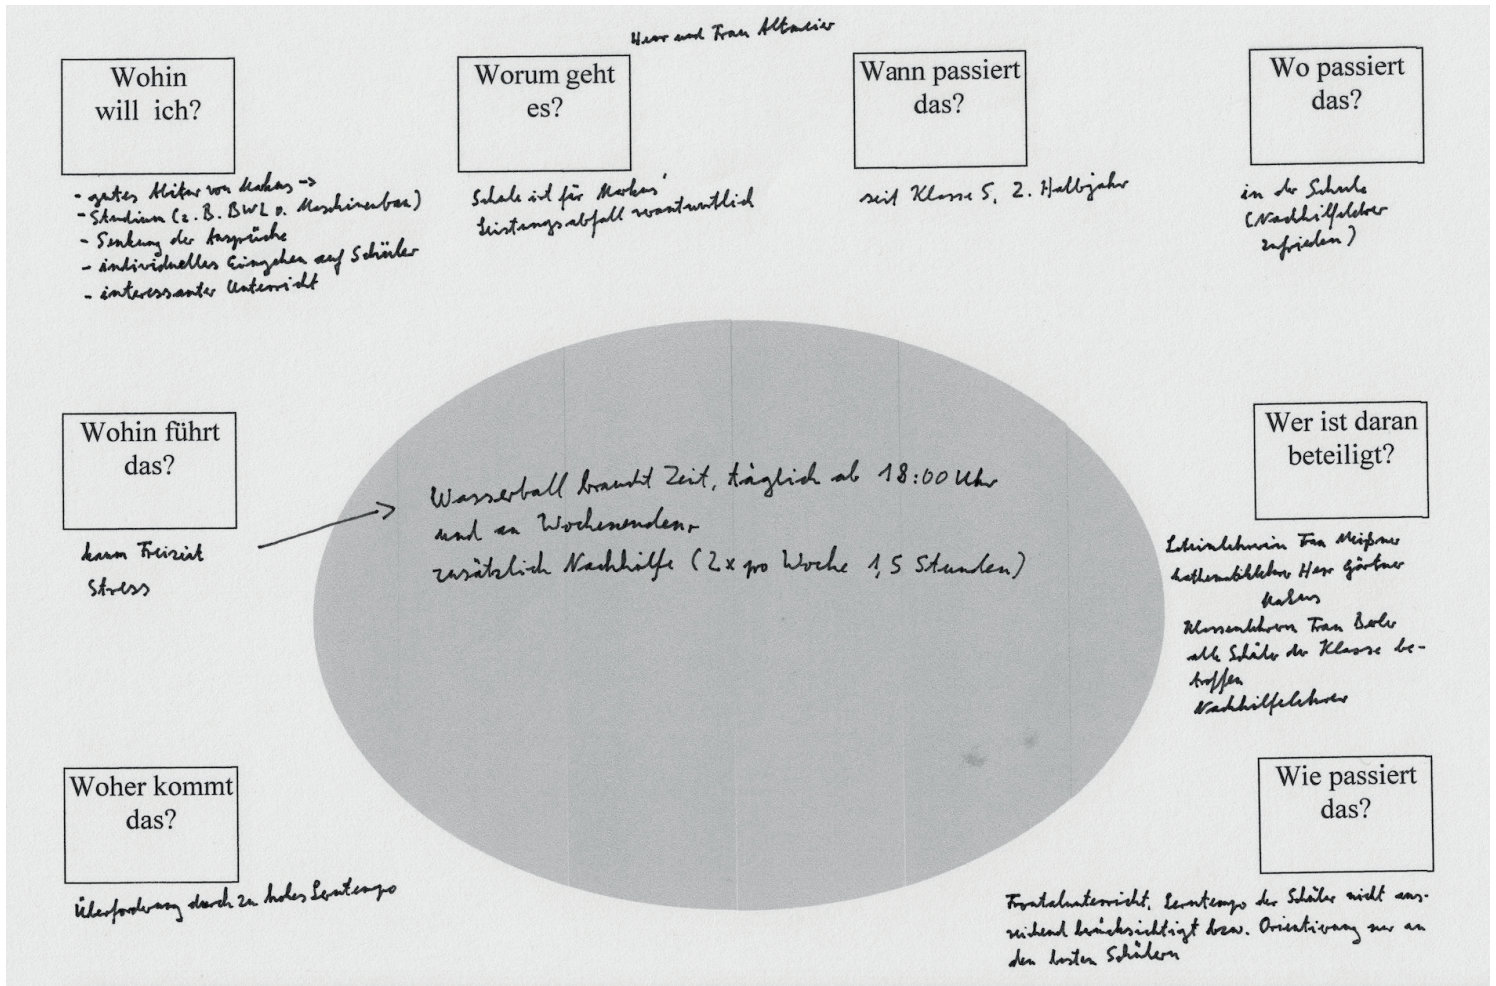 Herr und Frau Altmeier
Wohin
will ich?
- gutes Abitur von Markus ->
- Studium (z.B. BWL o. Maschinenbau)
- Senkung der Ansprüche
- individuelles Eingehen auf Schüler
- interessanter Unterricht
Worum geht
es?
Schule ist für Markus'
Leistungsabfall verantwortlich
Wann passiert
das?
seit Klasse 5, 2. Halbjahr
Wo passiert
das?
in der Schule
(Nachhilfelehrer
zufrieden)
Wohin führt
das?
kaum Freizeit
Stress
Wasserball braucht Zeit, täglich ab 18:00 Uhr
und an Wochenenden,
zusätzlich Nachhilfe (2x pro Woche 1,5 Stunden)
Wer ist daran
beteiligt?
Lateinlehrerin Frau Meißner
Mathematiklehrer Herr Gärtner
Markus
Klassenlehrerin Frau
alle Schüler der Klasse be-
troffen
Nachhilfelehrer
Woher kommt
das?
Überforderung durch zu hohes Lerntempo
Wie passiert
das?
Frontalunterricht, Lerntempo der Schüler nicht aus-
reichend berücksichtigt bzw. Orientierung nur an
den besten Schülern